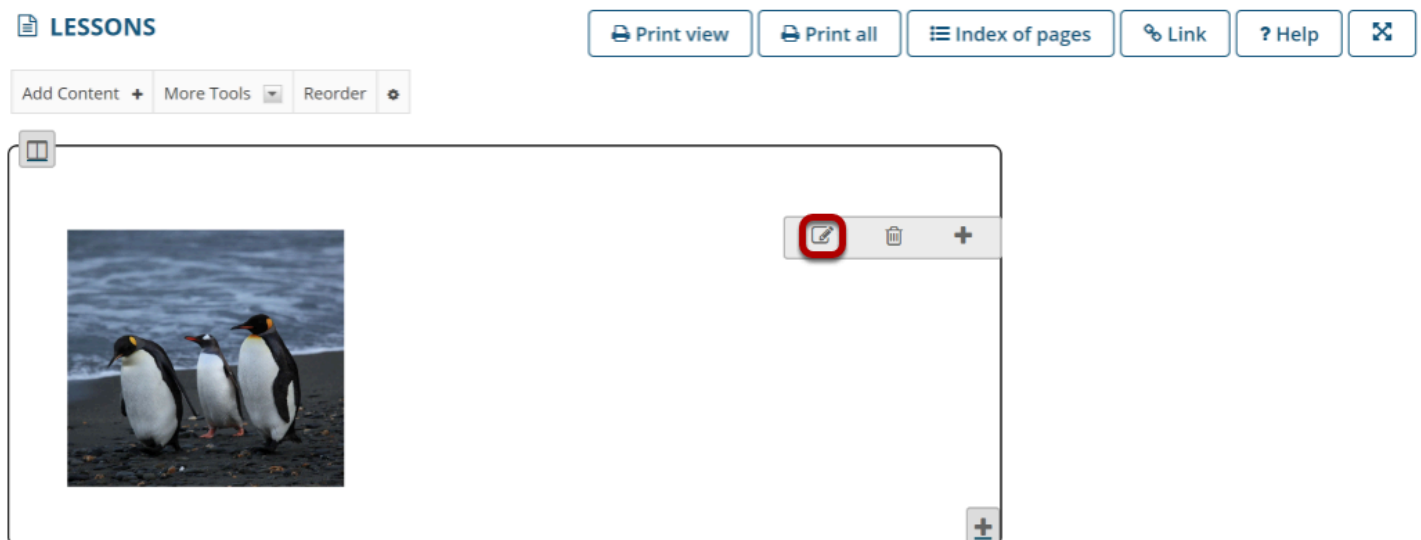 LESSONS
Print view
Print all
Index of pages
Link
? Help
Add Content +
More Tools
Reorder